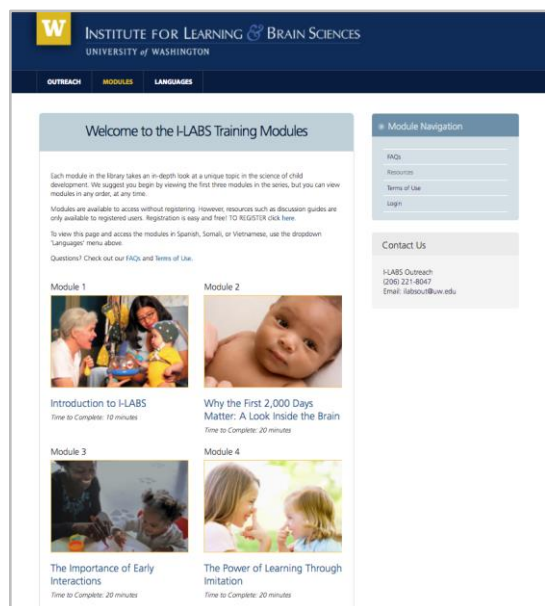 W
INSTITUTE FOR LEARNING & BRAIN SCIENCES
UNIVERSITY of WASHINGTON
OUTREACH MODULES LANGUAGES
Welcome to the I-LABS Training Modules
Each module in the library takes an in-depth look at a unique topic in the science of child
development. We suggest you begin by viewing the first three modules in the series, but you can view
modules in any order, at any time.
Modules are available to access without registering. However, resources such as discussion guides are
only available to registered users. Registration is easy and free! TO REGISTER click here.
To view this page and access the modules in Spanish, Somali, or Vietnamese, use the dropdown
'Languages' menu above.
Questions? Check out our FAQs and Terms of Use.
Module 1
Introduction to I-LABS
Time to Complete: 10 minutes
Module 2
Why the First 2,000 Days
Matter: A Look Inside the Brain
Time to Complete: 20 minutes
Module 3
The Importance of Early
Interactions
Time to Complete: 20 minutes
Module 4
The Power of Learning Through
Imitation
Time to Complete: 20 minutes
Module Navigation
FAQs
Resources
Terms of Use
Login
Contact Us
I-LABS Outreach
(206) 221-8047
Email: ilabsout@uw.edu